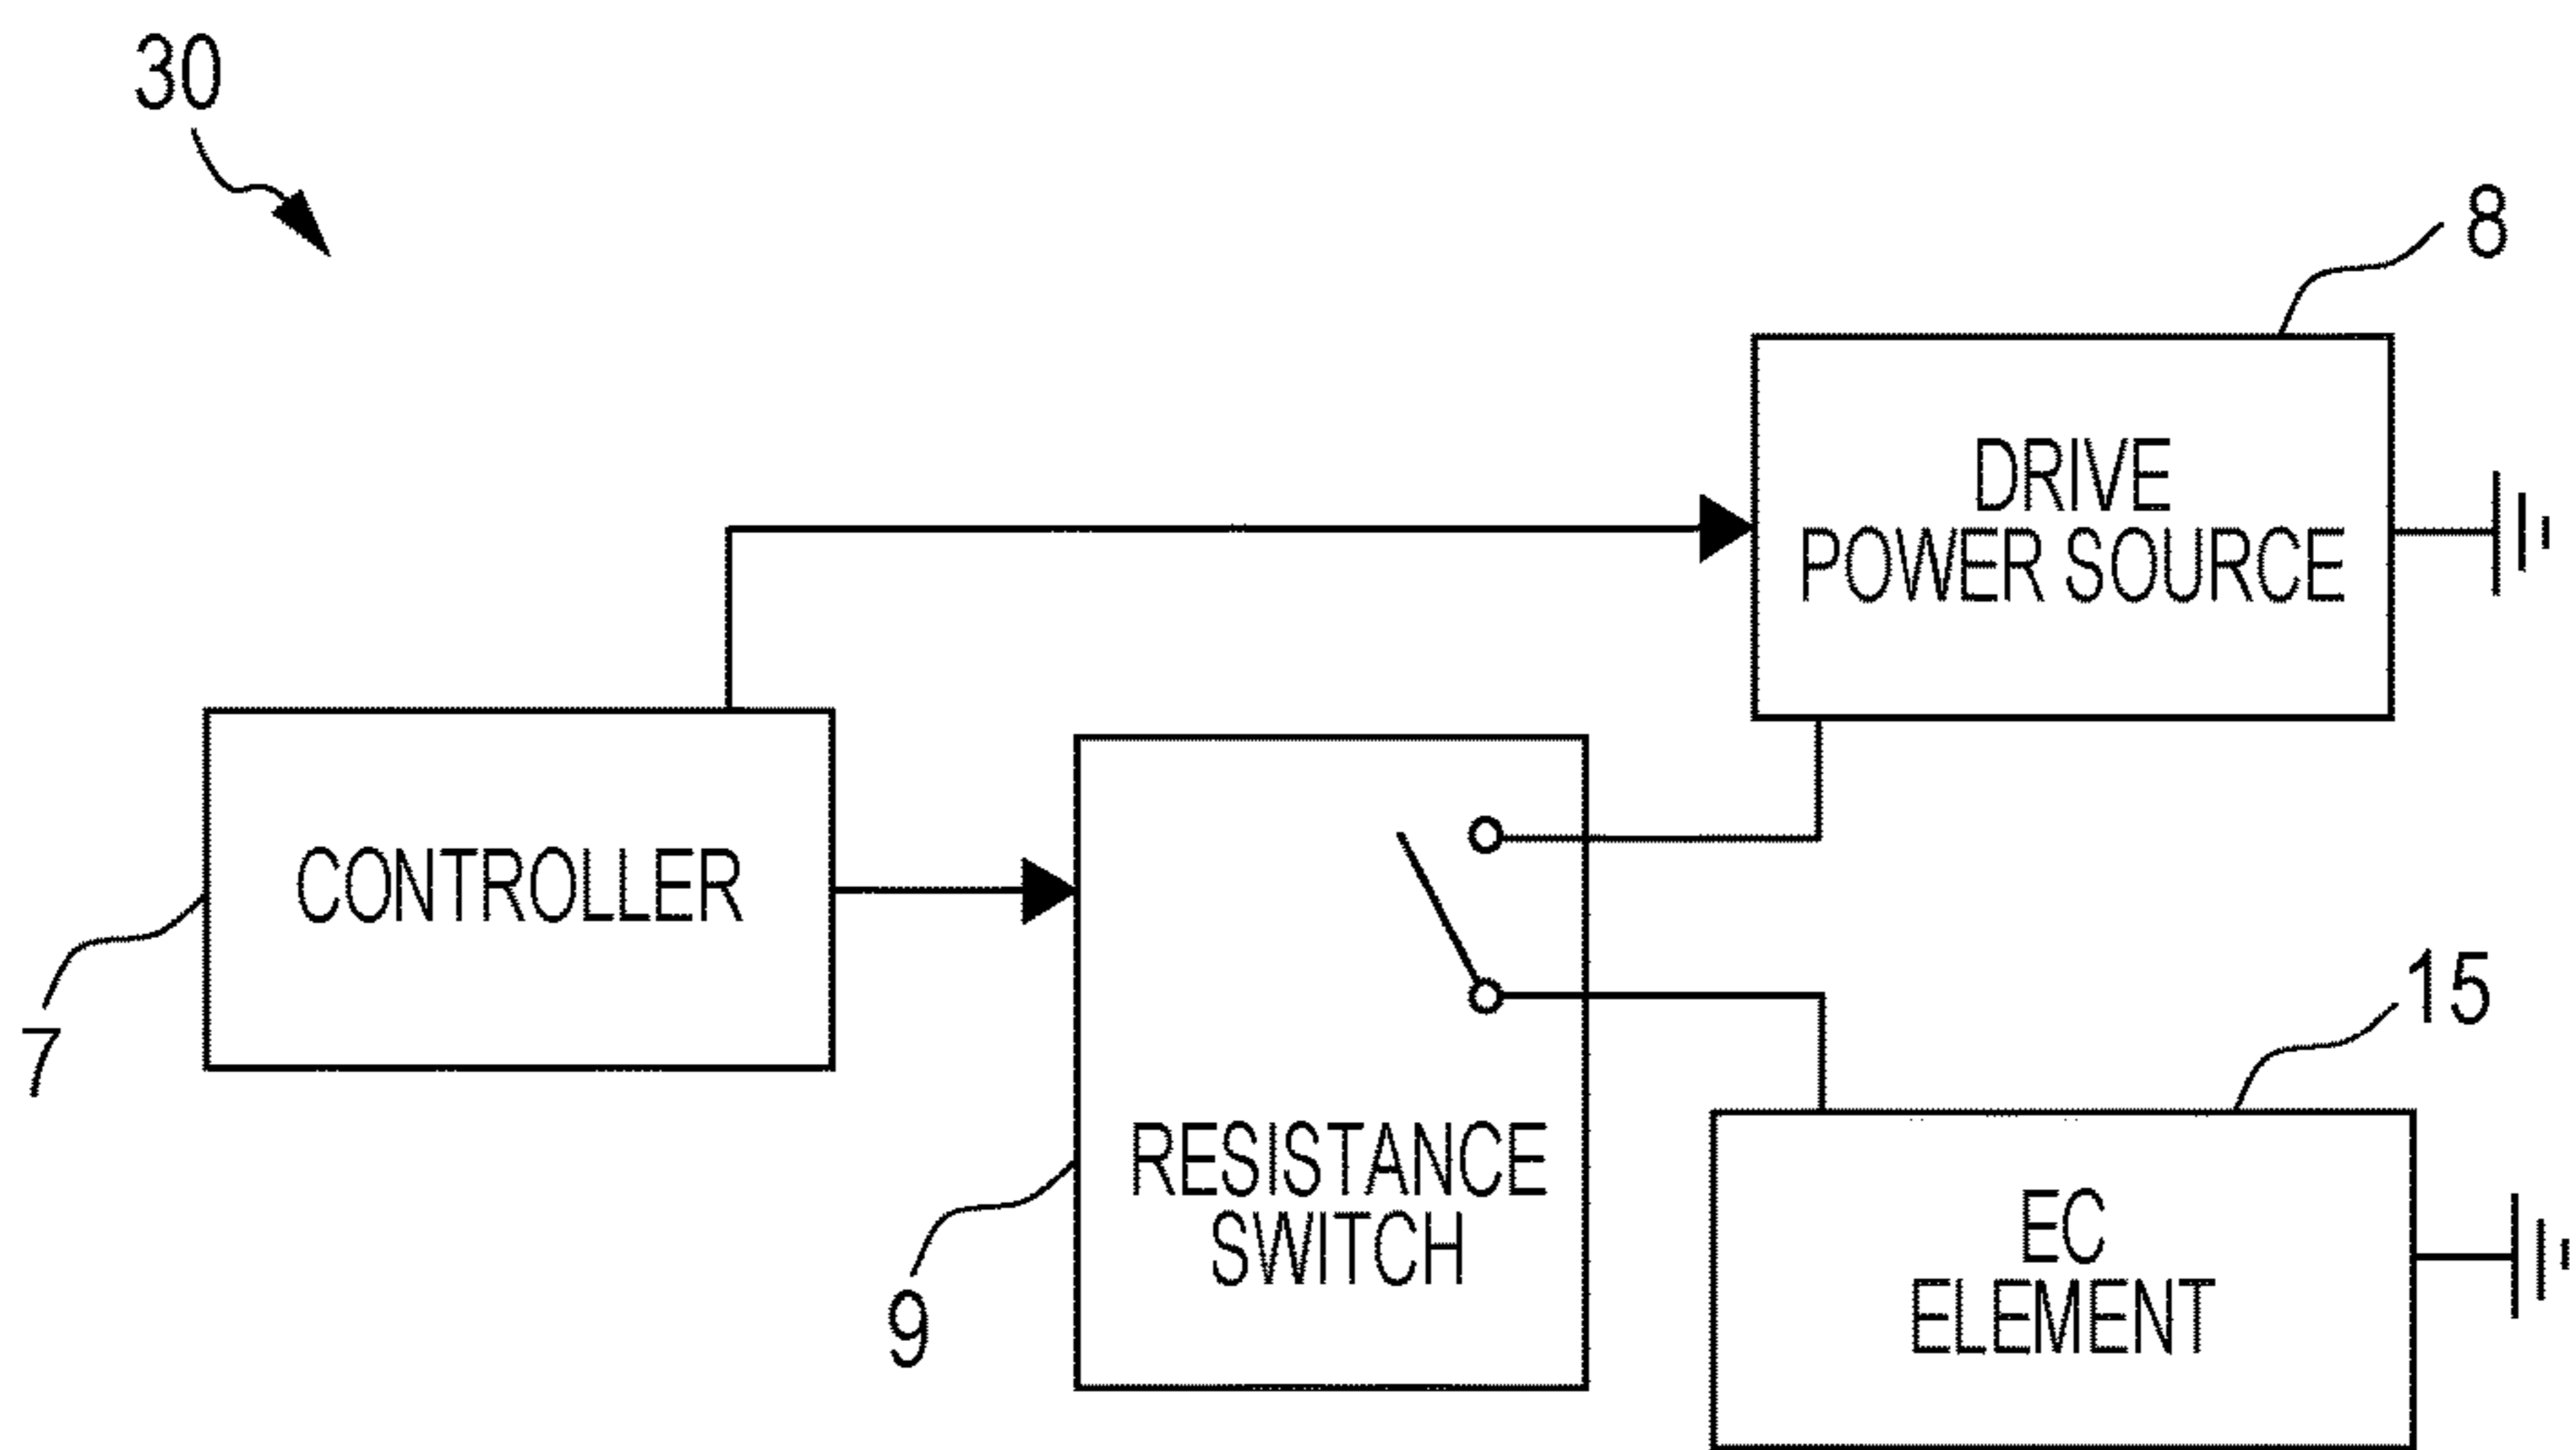 30
8
DRIVE
POWER SOURCE
CONTROLLER
7
15
RESISTANCE
SWITCH
9
EC
ELEMENT